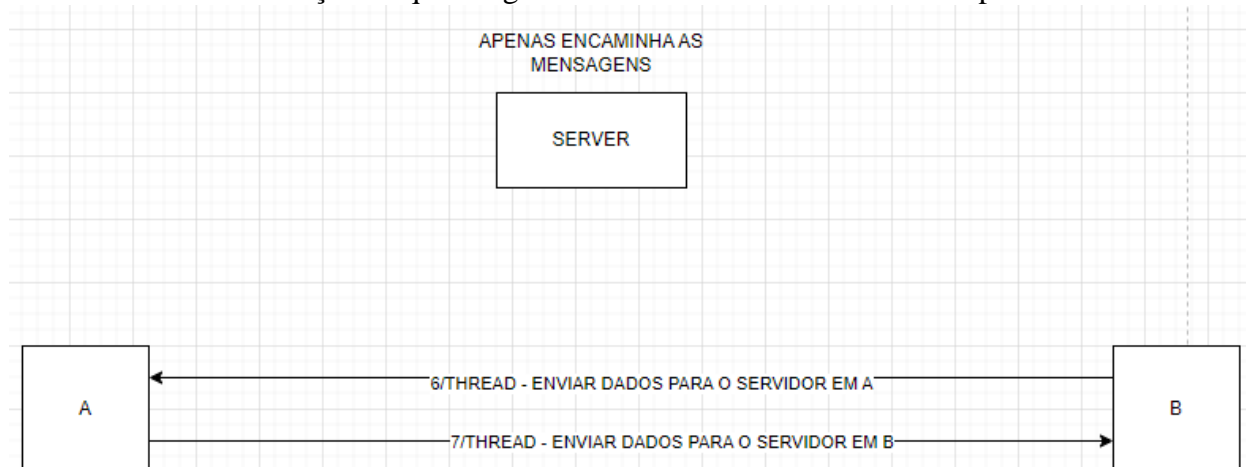 APENAS ENCAMINHA AS
MENSAGENS
SERVER
6/THREAD - ENVIAR DADOS PARA O SERVIDOR EM A
A
B
7/THREAD - ENVIAR DADOS PARA O SERVIDOR EM B